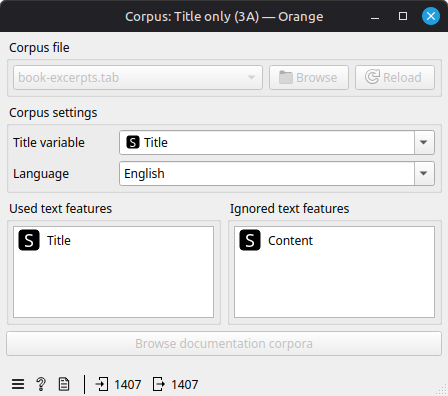 Corpus: Title only (3A) — Orange
Corpus file
book-excerpts.tab
Browse
Reload
Corpus settings
Title variable
S Title
Language
English
Used text features
Ignored text features
S Title
S Content
Browse documentation corpora
? 1407 1407